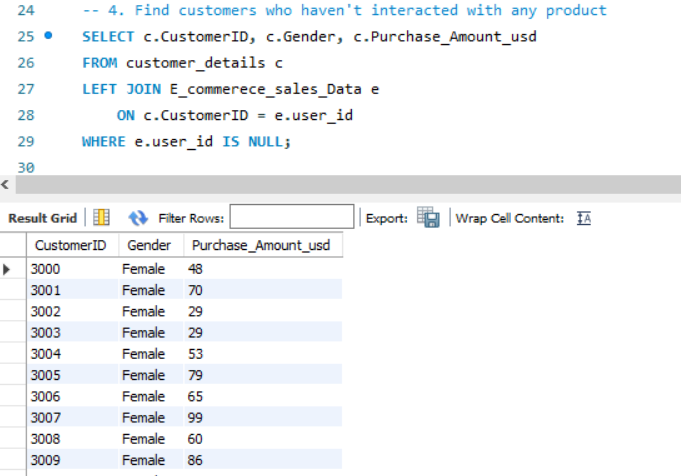 24 -- 4. Find customers who haven't interacted with any product
25 SELECT c.CustomerID, c.Gender, c.Purchase_Amount_usd
26 FROM customer_details c
27 LEFT JOIN E_commerece_sales_Data e
28 ON c.CustomerID = e.user_id
29 WHERE e.user_id IS NULL;
30
Result Grid Filter Rows: Export: Wrap Cell Content:
CustomerID Gender Purchase_Amount_usd
3000 Female 48
3001 Female 70
3002 Female 29
3003 Female 29
3004 Female 53
3005 Female 79
3006 Female 65
3007 Female 99
3008 Female 60
3009 Female 86